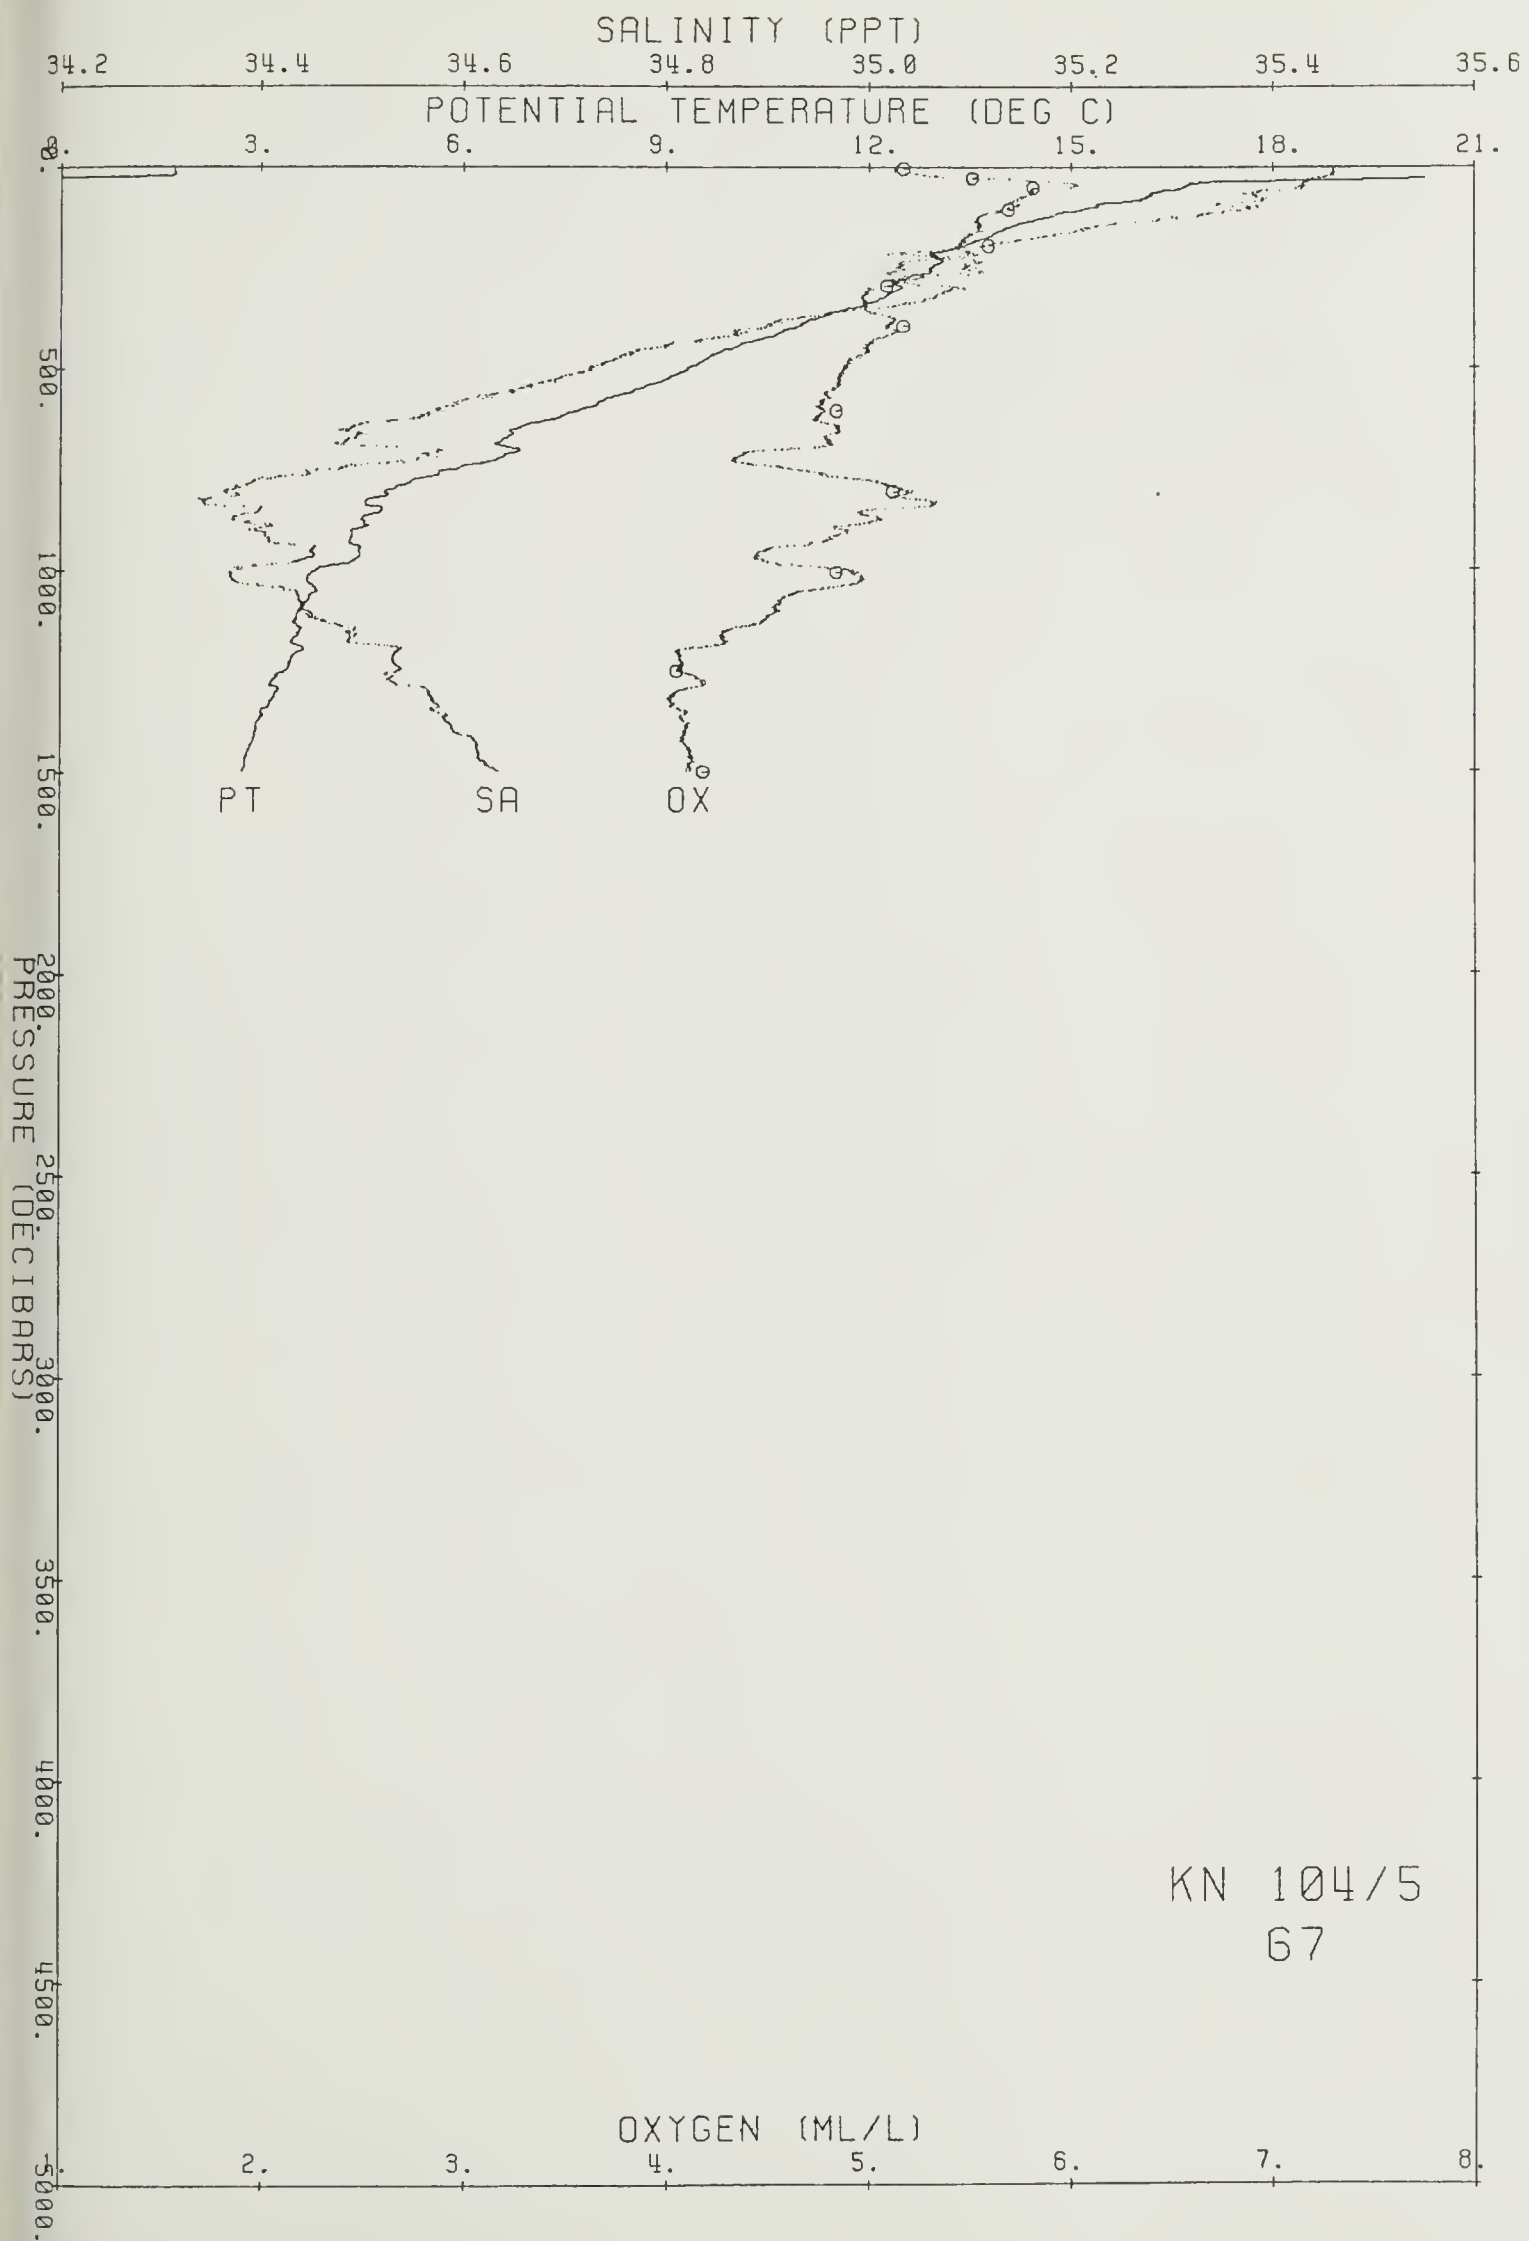 SALINITY (PPT)
34.2 34.4 34.6 34.8 35.0 35.2 35.4 35.6
POTENTIAL TEMPERATURE (DEG C)
0. 3. 6. 9. 12. 15. 18. 21.
PRESSURE (DECIBARS)
0.
500.
1000.
1500.
2000.
2500.
3000.
3500.
4000.
4500.
5000.
PT SA OX
KN 104/5
67
OXYGEN (ML/L)
2. 3. 4. 5. 6. 7. 8.